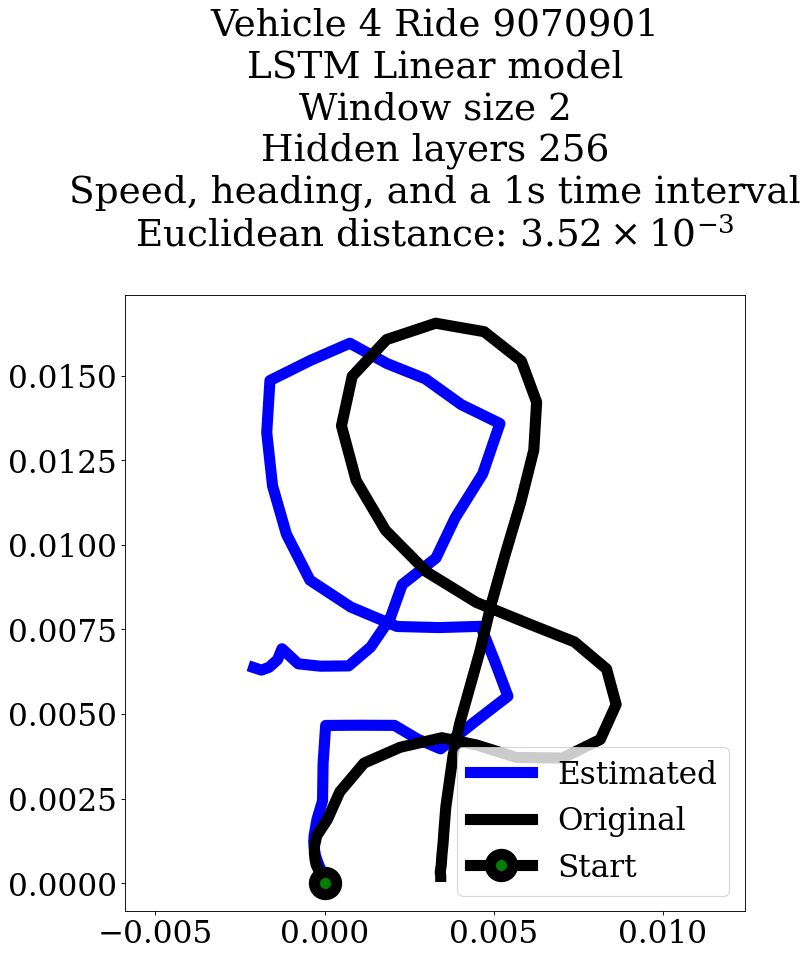 Vehicle 4 Ride 9070901
LSTM Linear model
Window size 2
Hidden layers 256
Speed, heading, and a 1s time interval
Euclidean distance: 3.52 × 10⁻³
0.0150
0.0125
0.0100
0.0075
0.0050
0.0025
0.0000
Estimated
Original
Start
−0.005 0.000 0.005 0.010